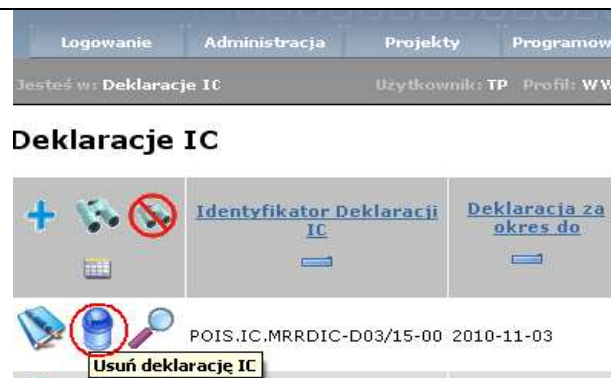 Logowanie Administracja Projekty Programow
Jesteś w: Deklaracje IC Użytkownik: TP Profil: WW
Deklaracje IC
Identyfikator Deklaracji Deklaracja za
IC okres do
POIS.IC.MRRDIC-D03/15-00 2010-11-03
Usuń deklarację IC